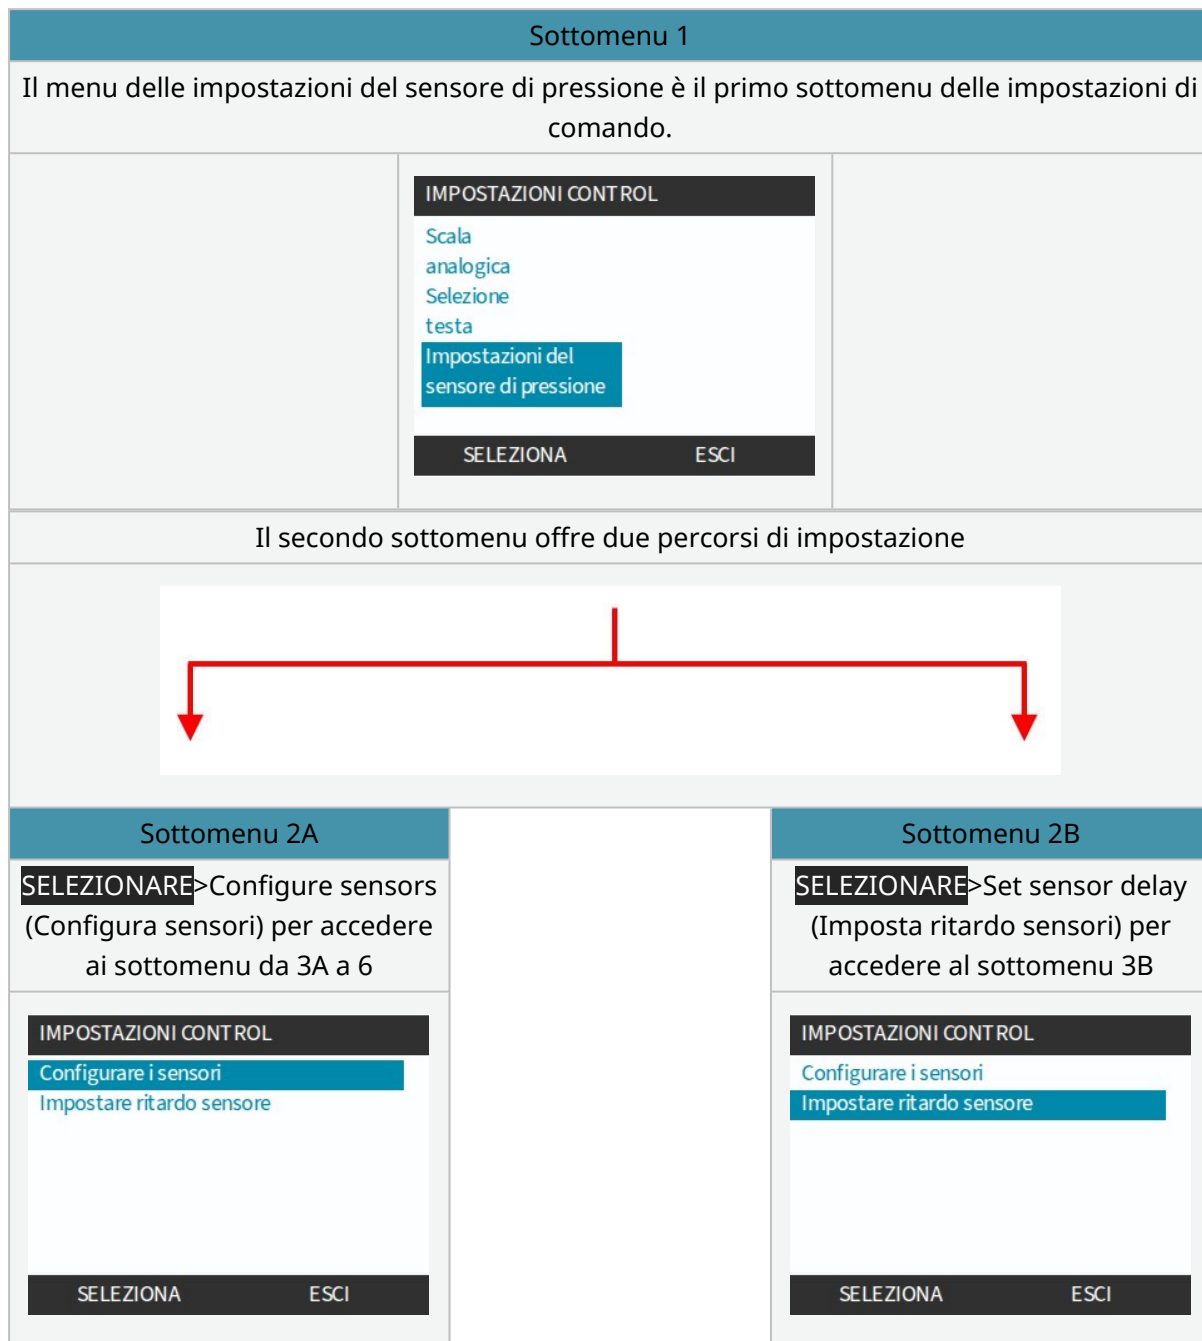 Sottomenu 1
Il menu delle impostazioni del sensore di pressione è il primo sottomenu delle impostazioni di
comando.
IMPOSTAZIONI CONTROL
Scala
analogica
Selezione
testa
Impostazioni del
sensore di pressione
SELEZIONA ESCI
Il secondo sottomenu offre due percorsi di impostazione
Sottomenu 2A
SELEZIONARE>Configure sensors
(Configura sensori) per accedere
ai sottomenu da 3A a 6
IMPOSTAZIONI CONTROL
Configurare i sensori
Impostare ritardo sensore
SELEZIONA ESCI
Sottomenu 2B
SELEZIONARE>Set sensor delay
(Imposta ritardo sensori) per
accedere al sottomenu 3B
IMPOSTAZIONI CONTROL
Configurare i sensori
Impostare ritardo sensore
SELEZIONA ESCI